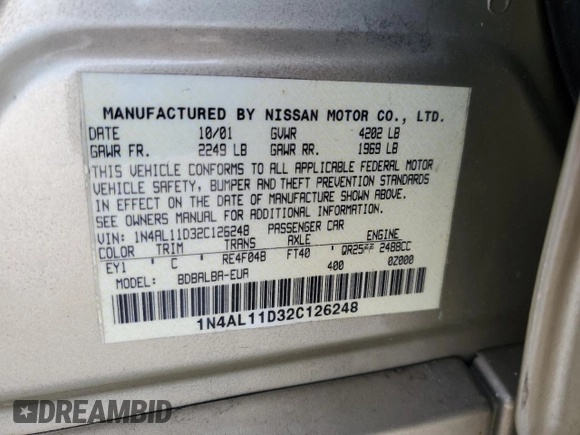 MANUFACTURED BY NISSAN MOTOR CO., LTD.
DATE 10/01 GVWR 4202 LB
GAWR FR. 2249 LB GAWR RR. 1969 LB
THIS VEHICLE CONFORMS TO ALL APPLICABLE FEDERAL MOTOR
VEHICLE SAFETY, BUMPER AND THEFT PREVENTION STANDARDS
IN EFFECT ON THE DATE OF MANUFACTURE SHOWN ABOVE.
SEE OWNERS MANUAL FOR ADDITIONAL INFORMATION.
VIN: 1N4AL11D32C126248 PASSENGER CAR
COLOR TRIM TRANS AXLE ENGINE
EY1 C RE4F04B FT40 QR25** 2488CC
MODEL: BDBALBA-EUA 400 0Z000
1N4AL11D32C126248
DREAMBID